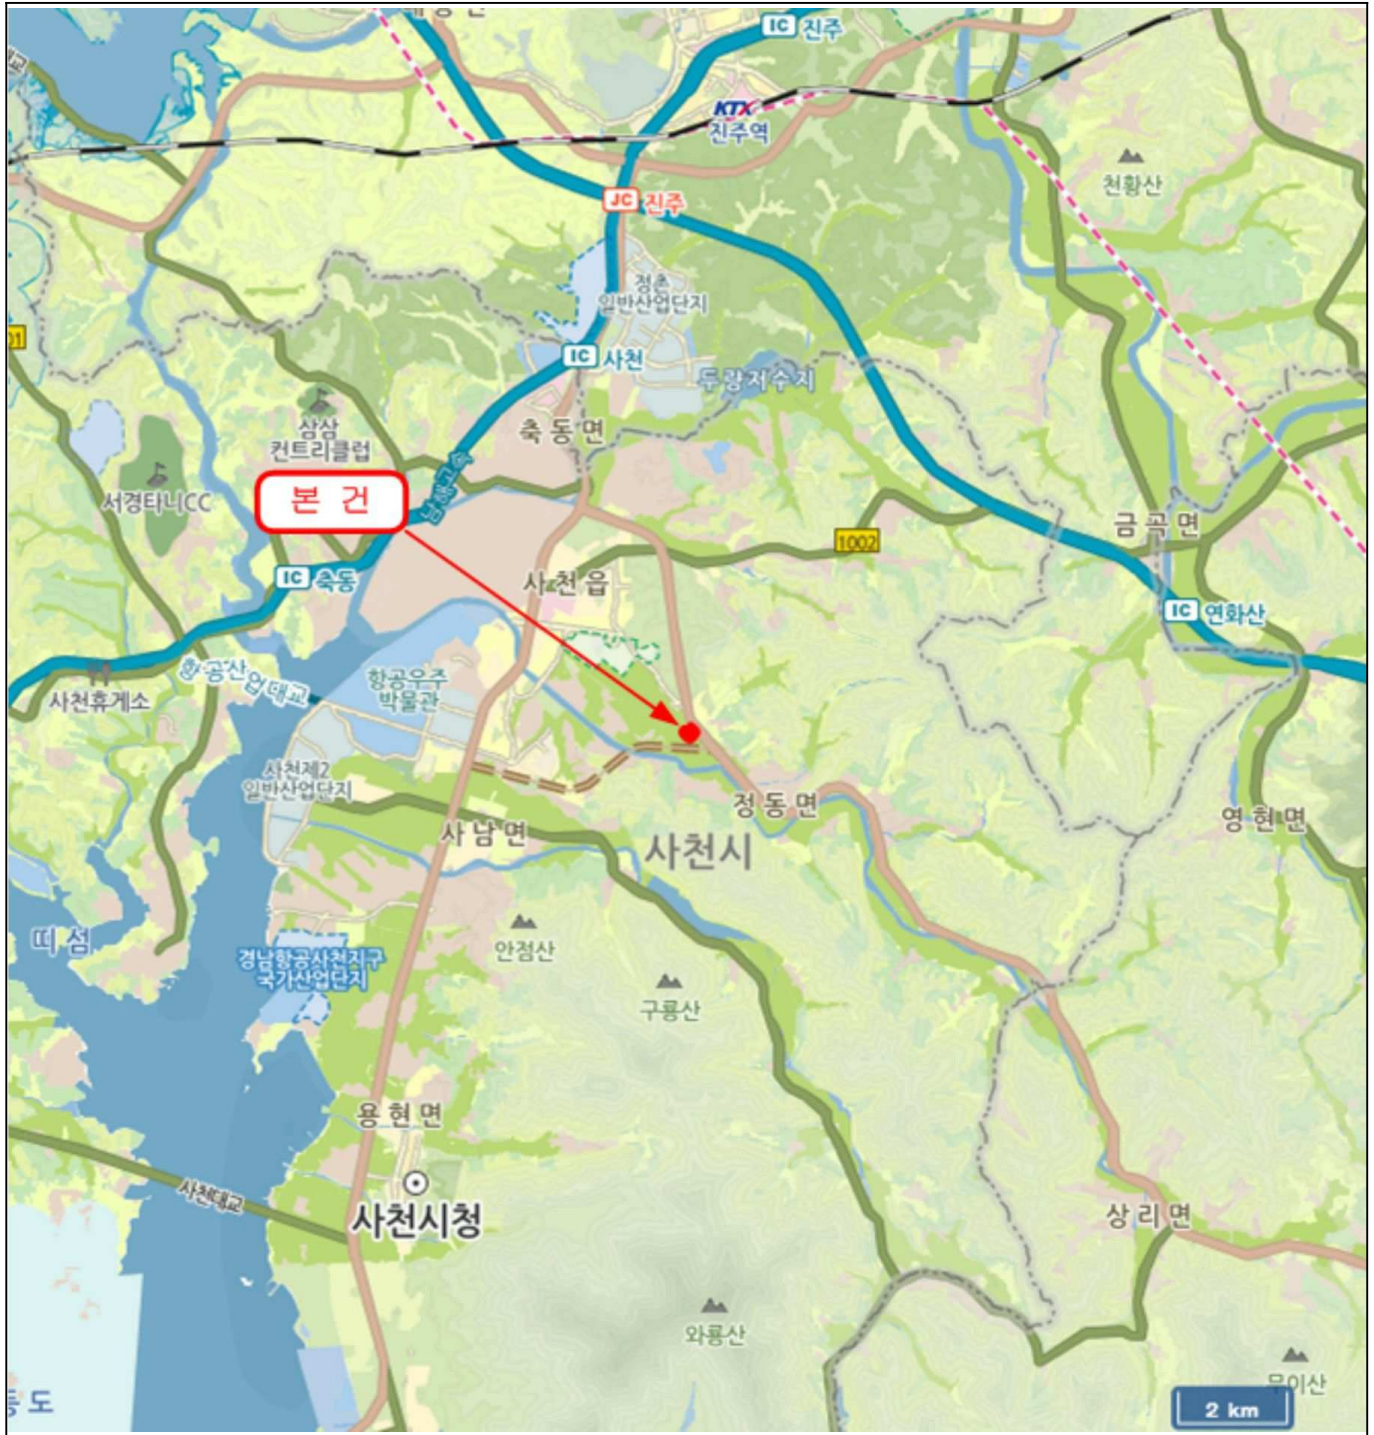 IC 진주
KTX
진주역
천황산
JC 진주
정촌
일반산업단지
01
IC 사천
두량저수지
삼삼
컨트리클럽
축동면
남해고속
서경타니CC
본 건
금곡면
1002
IC 축동
사천읍
IC 연화산
항공산업대교
항공우주
박물관
사천휴게소
사천제2
일반산업단지
정동면
영현면
사남면
사천시
띠섬
안점산
경남항공사천지구
국가산업단지
구룡산
용현면
사천대교
사천시청
상리면
와룡산
무이산
2 km